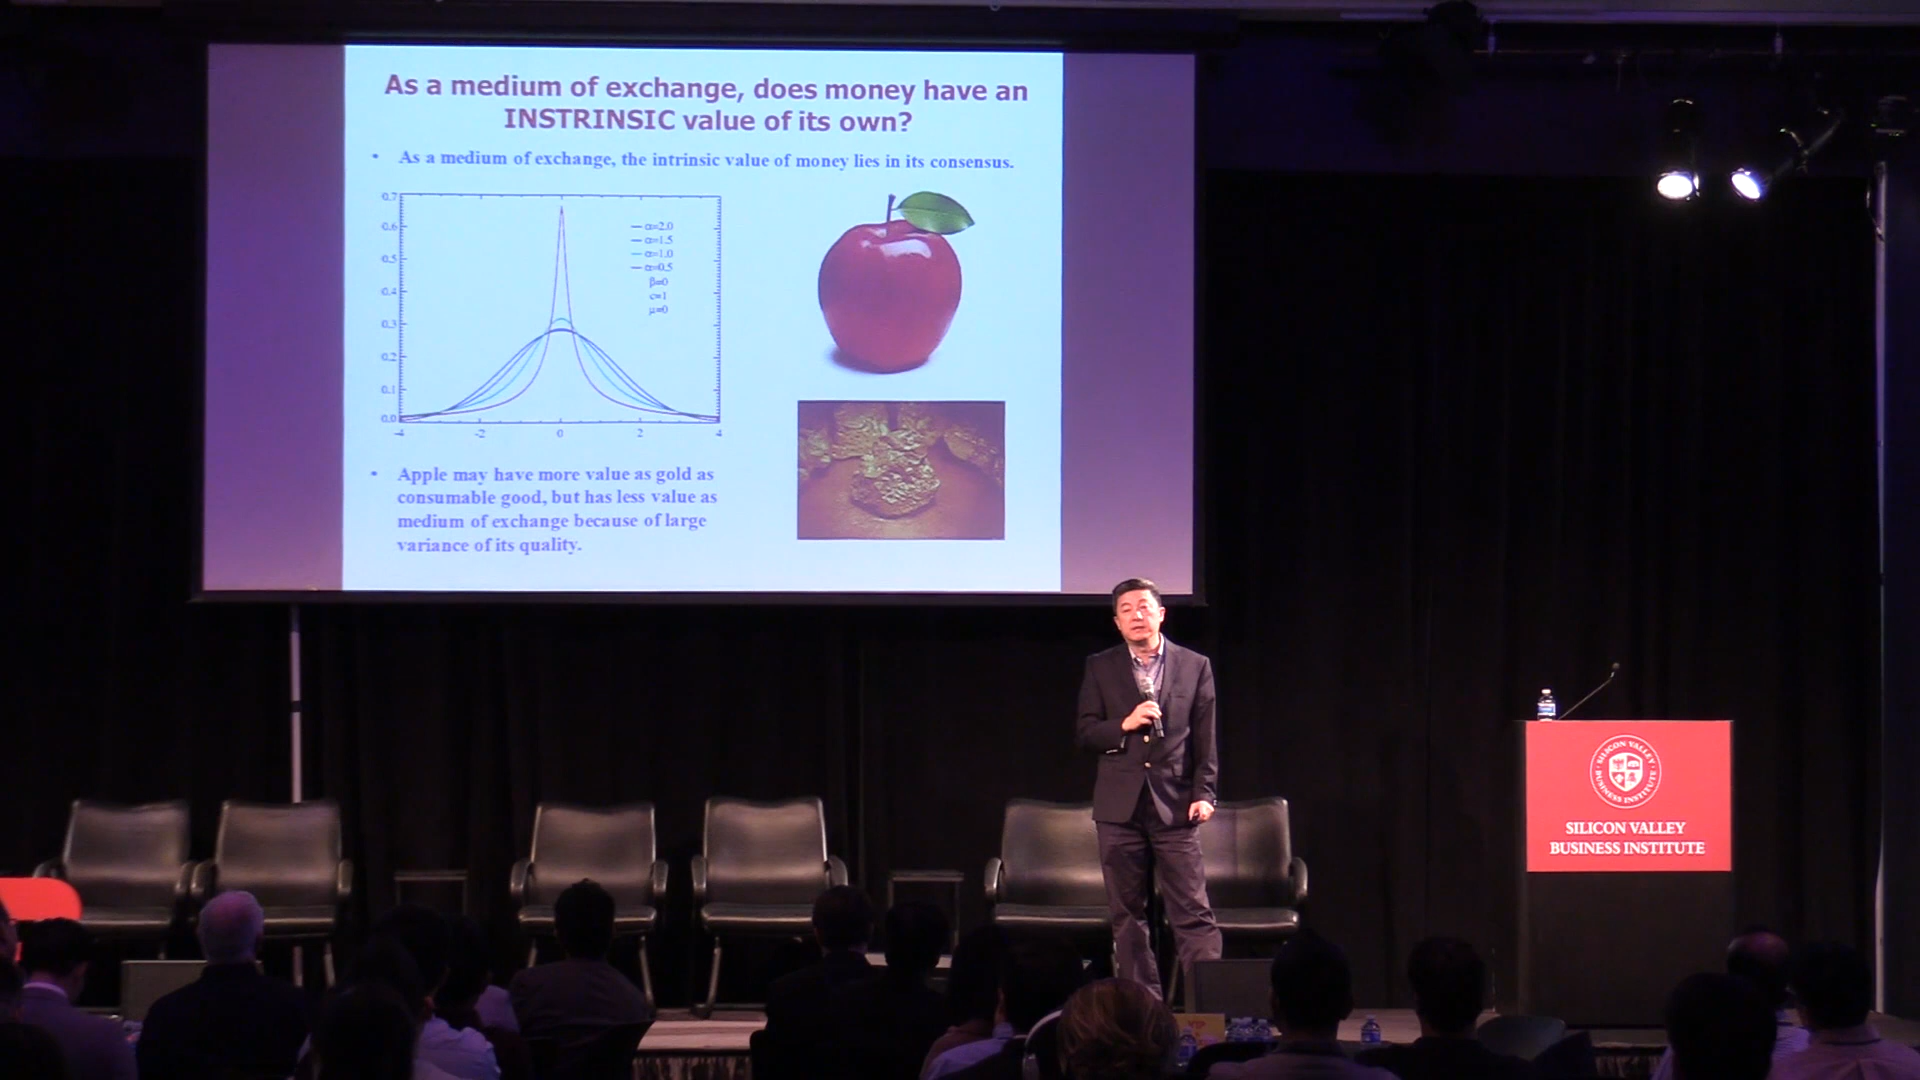 As a medium of exchange, does money have an
INSTRINSIC value of its own?
• As a medium of exchange, the intrinsic value of money lies in its consensus.
0.7
0.6
0.5
0.4
0.3
0.2
0.1
0.0
-4 -2 0 2 4
α=2.0
α=1.5
α=1.0
α=0.5
β=0
c=1
μ=0
• Apple may have more value as gold as
consumable good, but has less value as
medium of exchange because of large
variance of its quality.
SILICON VALLEY
BUSINESS INSTITUTE
SILICON VALLEY
BUSINESS INSTITUTE